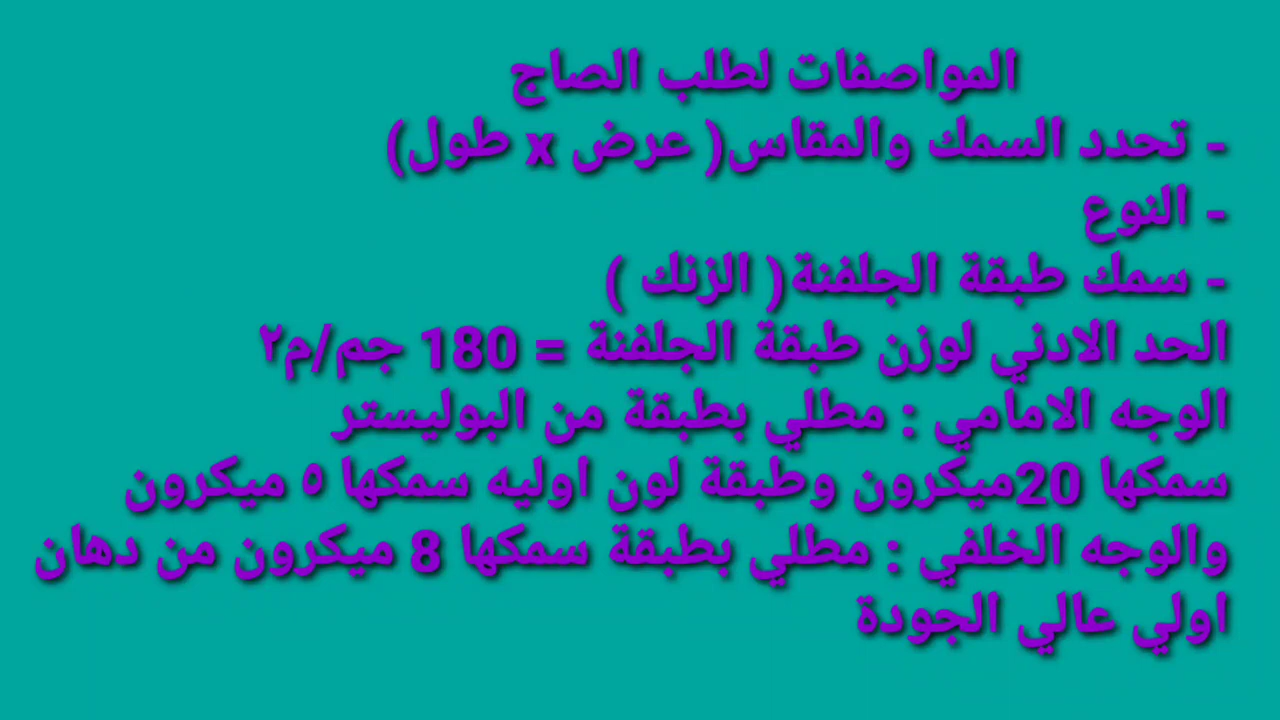 المواصفات لطلب الصاج
- تحدد السمك والمقاس( عرض x طول)
- النوع
- سمك طبقة الجلفنة( الزنك )
الحد الادني لوزن طبقة الجلفنة = 180 جم/م٢
الوجه الامامي : مطلي بطبقة من البوليستر
سمكها 20ميكرون وطبقة لون اوليه سمكها ٥ ميكرون
والوجه الخلفي : مطلي بطبقة سمكها 8 ميكرون من دهان
اولي عالي الجودة